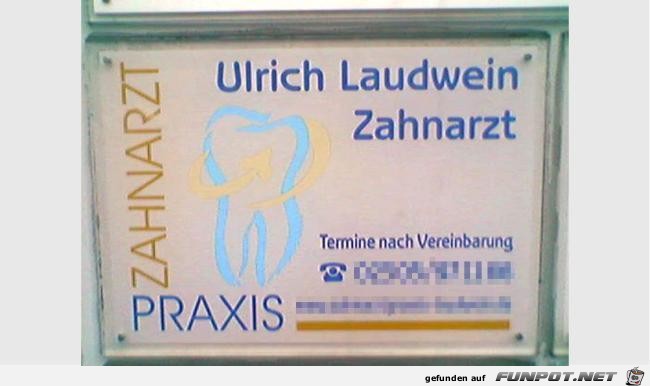 Ulrich Laudwein
Zahnarzt
ZAHNARZT
PRAXIS
Termine nach Vereinbarung
gefunden auf FUNPOT.NET